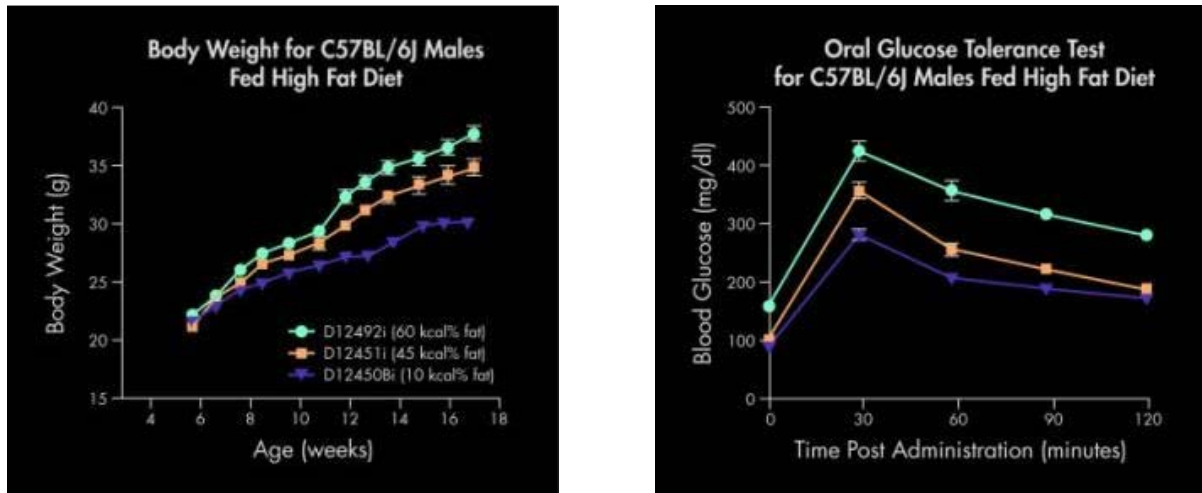 Body Weight for C57BL/6J Males
Fed High Fat Diet
Body Weight (g)
40
35
30
25
20
15
D12492i (60 kcal% fat)
D12451i (45 kcal% fat)
D12450Bi (10 kcal% fat)
4 6 8 10 12 14 16 18
Age (weeks)
Oral Glucose Tolerance Test
for C57BL/6J Males Fed High Fat Diet
Blood Glucose (mg/dl)
500
400
300
200
100
0
0 30 60 90 120
Time Post Administration (minutes)